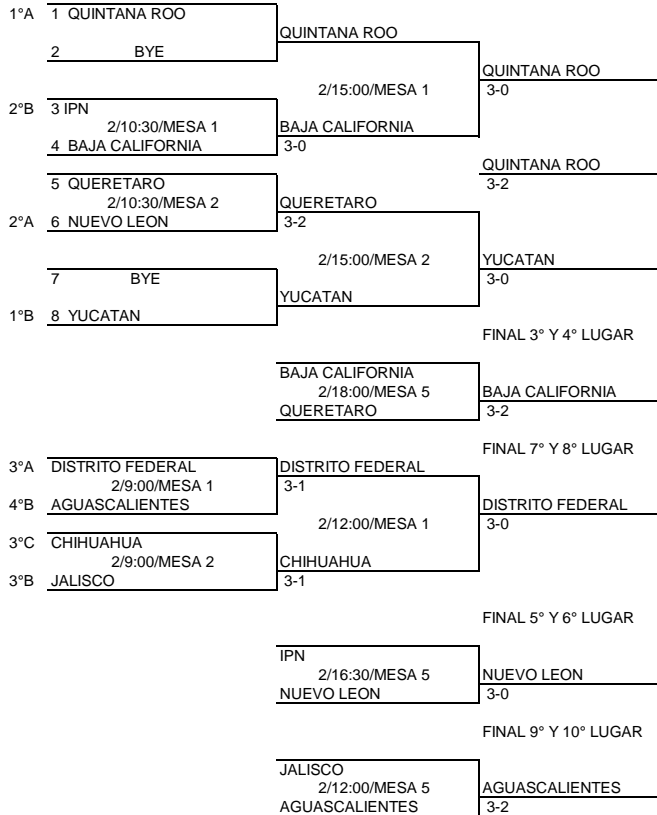 1°A 1 QUINTANA ROO
QUINTANA ROO
2 BYE
QUINTANA ROO
2/15:00/MESA 1 3-0
2°B 3 IPN
2/10:30/MESA 1 BAJA CALIFORNIA
4 BAJA CALIFORNIA 3-0
QUINTANA ROO
5 QUERETARO 3-2
2/10:30/MESA 2 QUERETARO
2°A 6 NUEVO LEON 3-2
2/15:00/MESA 2 YUCATAN
7 BYE 3-0
YUCATAN
1°B 8 YUCATAN
FINAL 3° Y 4° LUGAR
BAJA CALIFORNIA
2/18:00/MESA 5 BAJA CALIFORNIA
QUERETARO 3-2
FINAL 7° Y 8° LUGAR
3°A DISTRITO FEDERAL DISTRITO FEDERAL
2/9:00/MESA 1 3-1
4°B AGUASCALIENTES DISTRITO FEDERAL
2/12:00/MESA 1 3-0
3°C CHIHUAHUA
2/9:00/MESA 2 CHIHUAHUA
3°B JALISCO 3-1
FINAL 5° Y 6° LUGAR
IPN
2/16:30/MESA 5 NUEVO LEON
NUEVO LEON 3-0
FINAL 9° Y 10° LUGAR
JALISCO
2/12:00/MESA 5 AGUASCALIENTES
AGUASCALIENTES 3-2